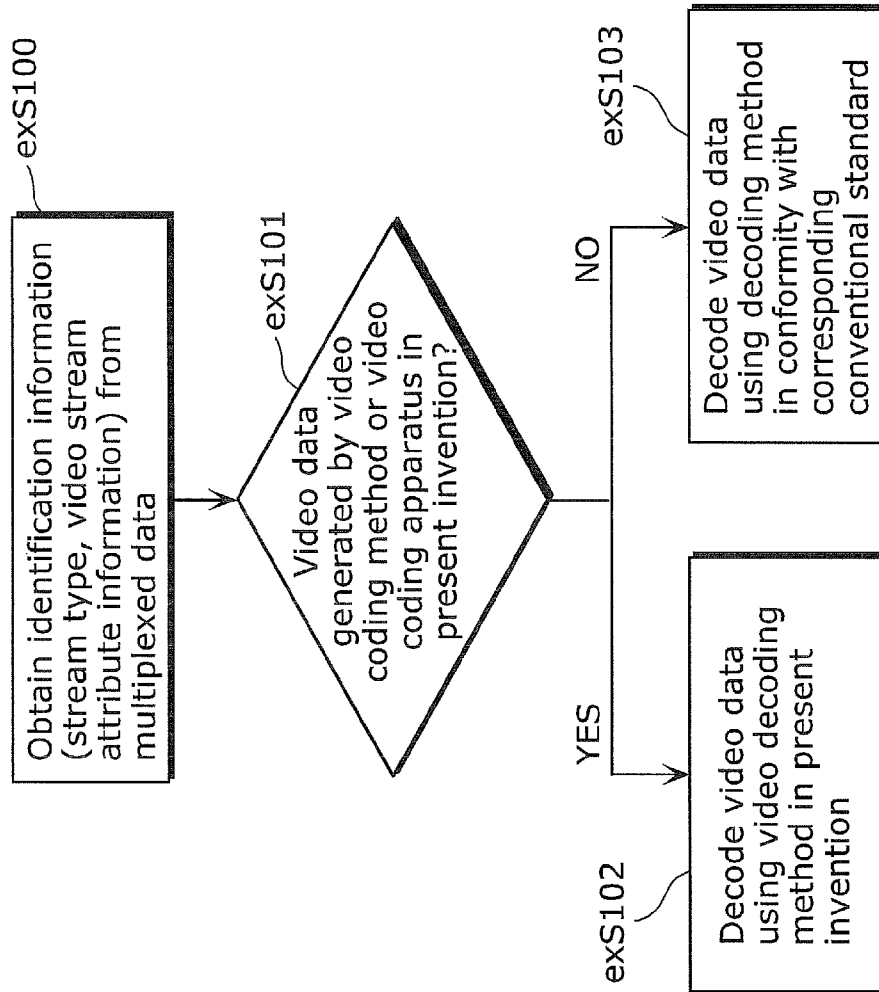 exS100
Obtain identification information
(stream type, video stream
attribute information) from
multiplexed data
exS101
Video data
generated by video
coding method or video
coding apparatus in
present invention?
YES
NO
exS102
Decode video data
using video decoding
method in present
invention
exS103
Decode video data
using decoding method
in conformity with
corresponding
conventional standard